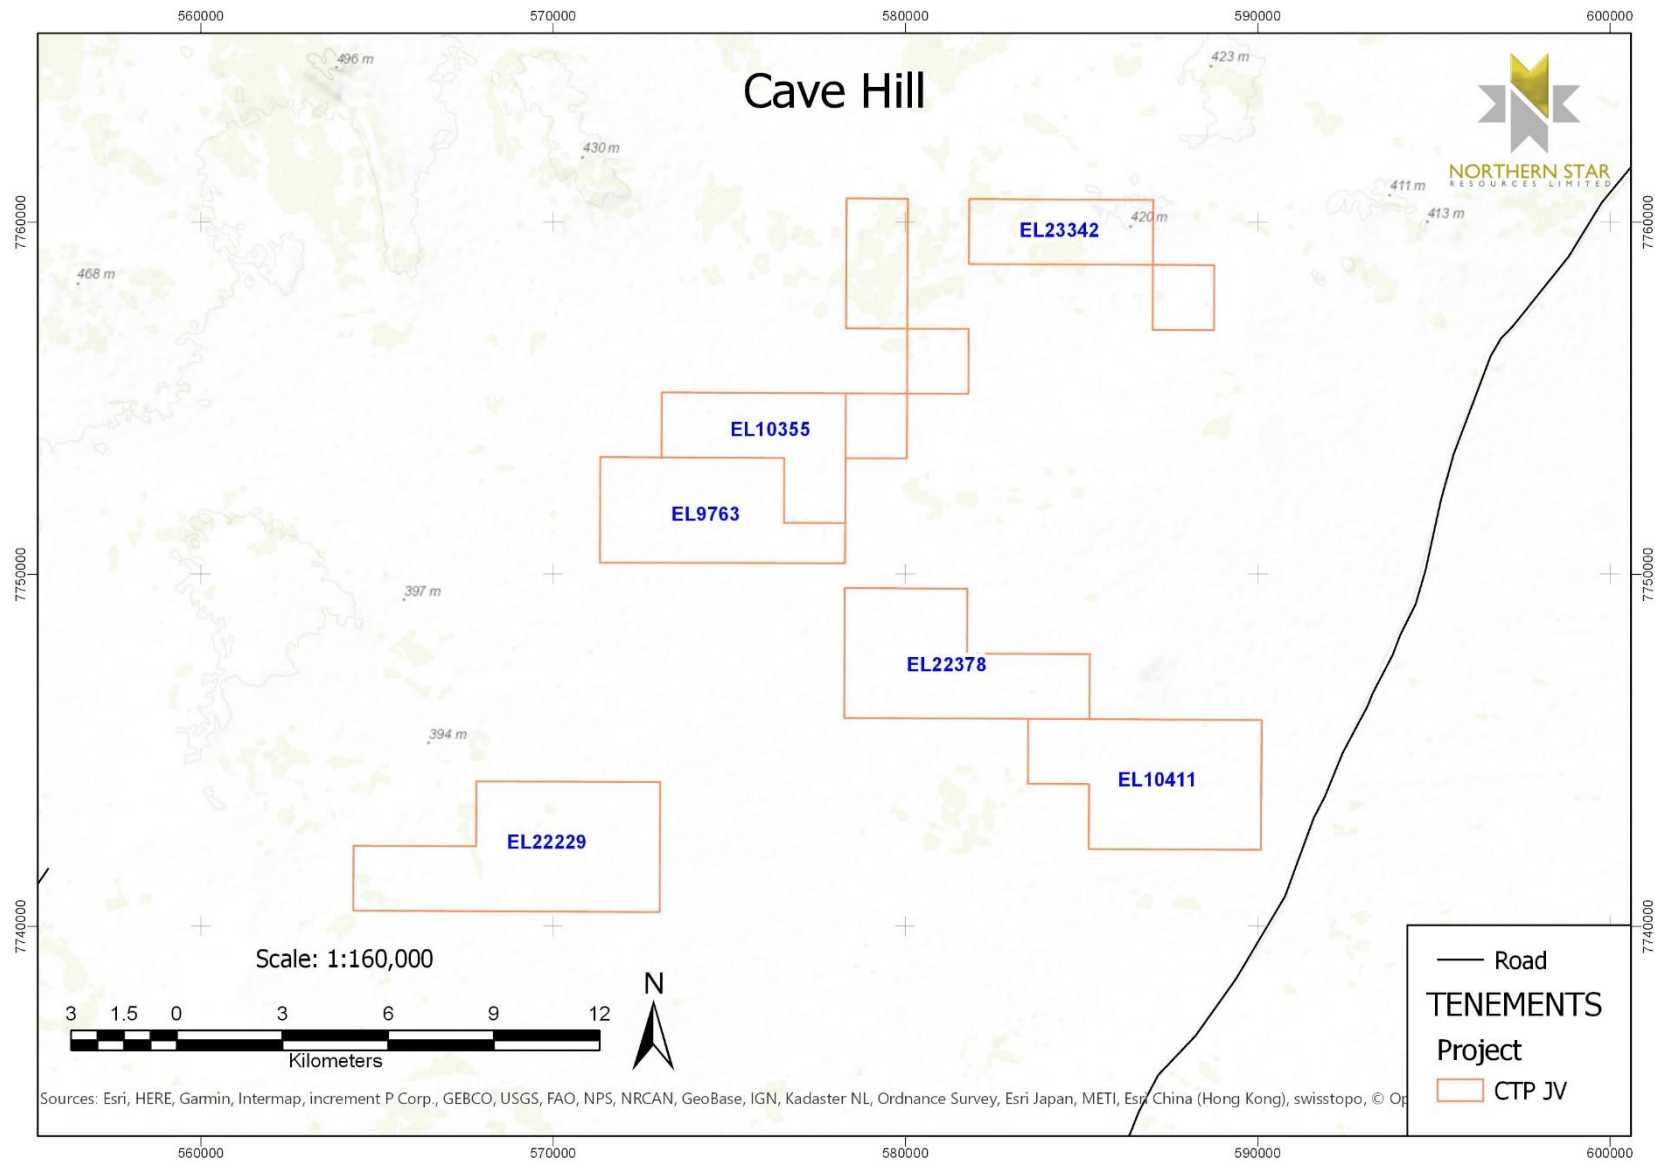 560000 570000 580000 590000 600000
Cave Hill
NORTHERN STAR
RESOURCES LIMITED
496 m
423 m
430 m
411 m
413 m
420 m
468 m
7760000
7760000
EL23342
EL10355
EL9763
7750000
7750000
397 m
EL22378
394 m
EL10411
EL22229
7740000
7740000
Scale: 1:160,000
N
3 1.5 0 3 6 9 12
Kilometers
Road
TENEMENTS
Project
CTP JV
Sources: Esri, HERE, Garmin, Intermap, increment P Corp., GEBCO, USGS, FAO, NPS, NRCAN, GeoBase, IGN, Kadaster NL, Ordnance Survey, Esri Japan, METI, Esri China (Hong Kong), swisstopo, © Op
560000 570000 580000 590000 600000